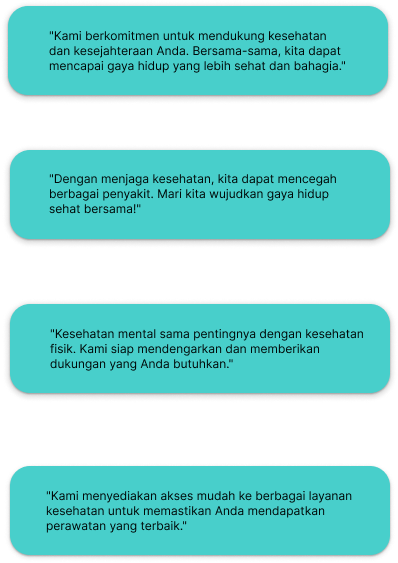 "Kami berkomitmen untuk mendukung kesehatan
dan kesejahteraan Anda. Bersama-sama, kita dapat
mencapai gaya hidup yang lebih sehat dan bahagia."
"Dengan menjaga kesehatan, kita dapat mencegah
berbagai penyakit. Mari kita wujudkan gaya hidup
sehat bersama!"
"Kesehatan mental sama pentingnya dengan kesehatan
fisik. Kami siap mendengarkan dan memberikan
dukungan yang Anda butuhkan."
"Kami menyediakan akses mudah ke berbagai layanan
kesehatan untuk memastikan Anda mendapatkan
perawatan yang terbaik."